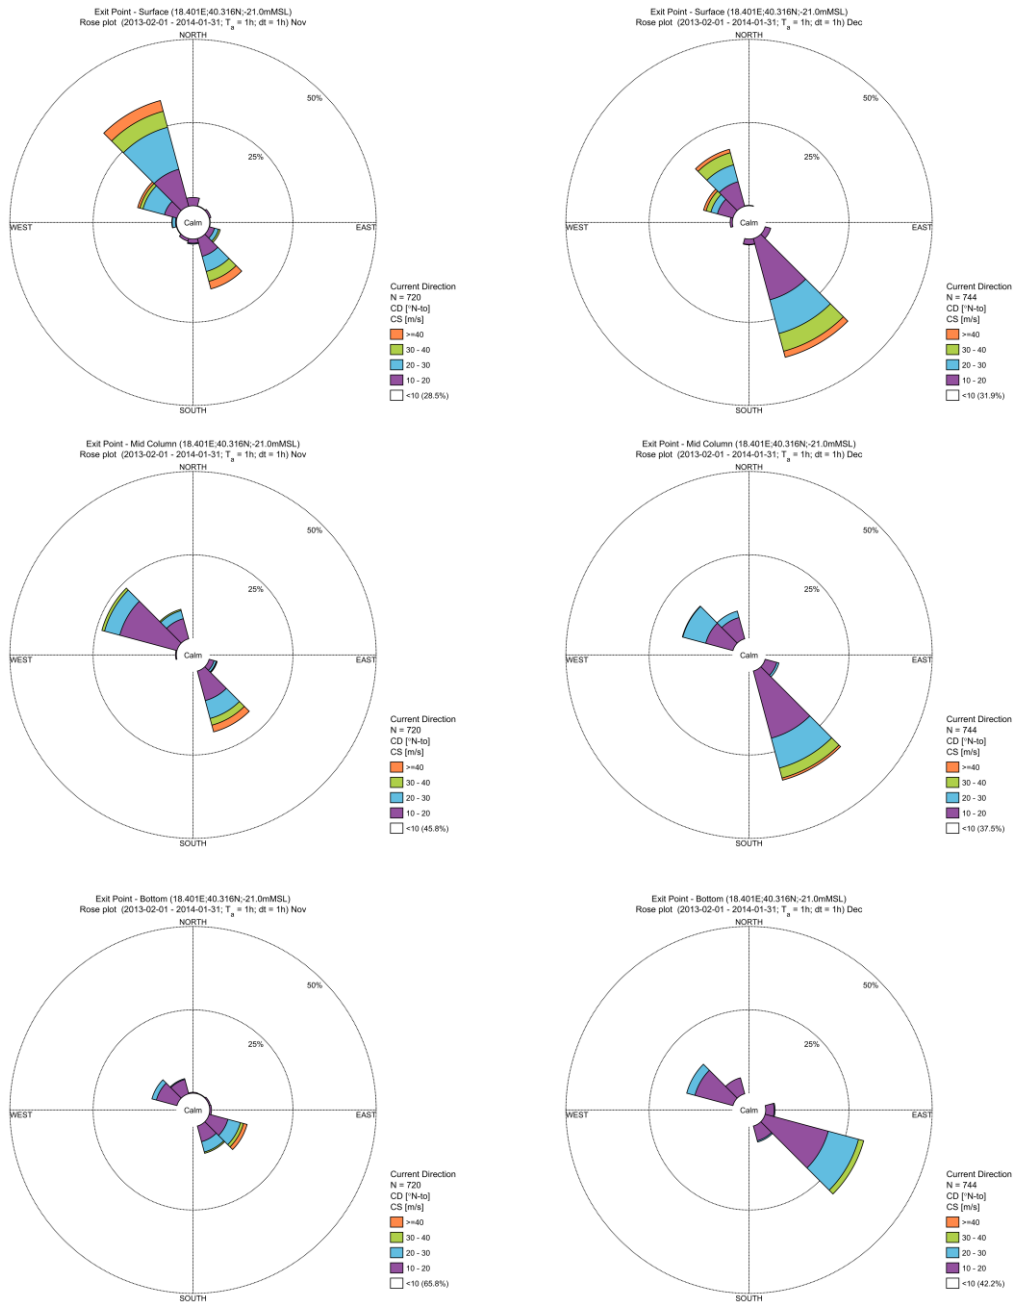 Exit Point - Surface (18.401E;40.316N;-21.0mMSL)
Rose plot (2013-02-01 - 2014-01-31; Ta = 1h; dt = 1h) Nov
NORTH
50%
25%
Calm
WEST
EAST
SOUTH
Current Direction
N = 720
CD [°N-to]
CS [m/s]
>=40
30 - 40
20 - 30
10 - 20
<10 (28.5%)
Exit Point - Surface (18.401E;40.316N;-21.0mMSL)
Rose plot (2013-02-01 - 2014-01-31; Ta = 1h; dt = 1h) Dec
NORTH
50%
25%
Calm
WEST
EAST
SOUTH
Current Direction
N = 744
CD [°N-to]
CS [m/s]
>=40
30 - 40
20 - 30
10 - 20
<10 (31.9%)
Exit Point - Mid Column (18.401E;40.316N;-21.0mMSL)
Rose plot (2013-02-01 - 2014-01-31; Ta = 1h; dt = 1h) Nov
NORTH
50%
25%
Calm
WEST
EAST
SOUTH
Current Direction
N = 720
CD [°N-to]
CS [m/s]
>=40
30 - 40
20 - 30
10 - 20
<10 (45.8%)
Exit Point - Mid Column (18.401E;40.316N;-21.0mMSL)
Rose plot (2013-02-01 - 2014-01-31; Ta = 1h; dt = 1h) Dec
NORTH
50%
25%
Calm
WEST
EAST
SOUTH
Current Direction
N = 744
CD [°N-to]
CS [m/s]
>=40
30 - 40
20 - 30
10 - 20
<10 (37.5%)
Exit Point - Bottom (18.401E;40.316N;-21.0mMSL)
Rose plot (2013-02-01 - 2014-01-31; Ta = 1h; dt = 1h) Nov
NORTH
50%
25%
Calm
WEST
EAST
SOUTH
Current Direction
N = 720
CD [°N-to]
CS [m/s]
>=40
30 - 40
20 - 30
10 - 20
<10 (65.8%)
Exit Point - Bottom (18.401E;40.316N;-21.0mMSL)
Rose plot (2013-02-01 - 2014-01-31; Ta = 1h; dt = 1h) Dec
NORTH
50%
25%
Calm
WEST
EAST
SOUTH
Current Direction
N = 744
CD [°N-to]
CS [m/s]
>=40
30 - 40
20 - 30
10 - 20
<10 (42.2%)